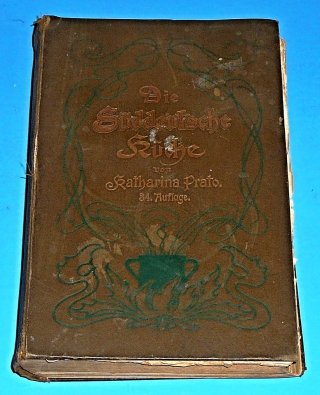 Die
Süddeutsche
Küche
von
Katharina Prato.
34. Auflage.